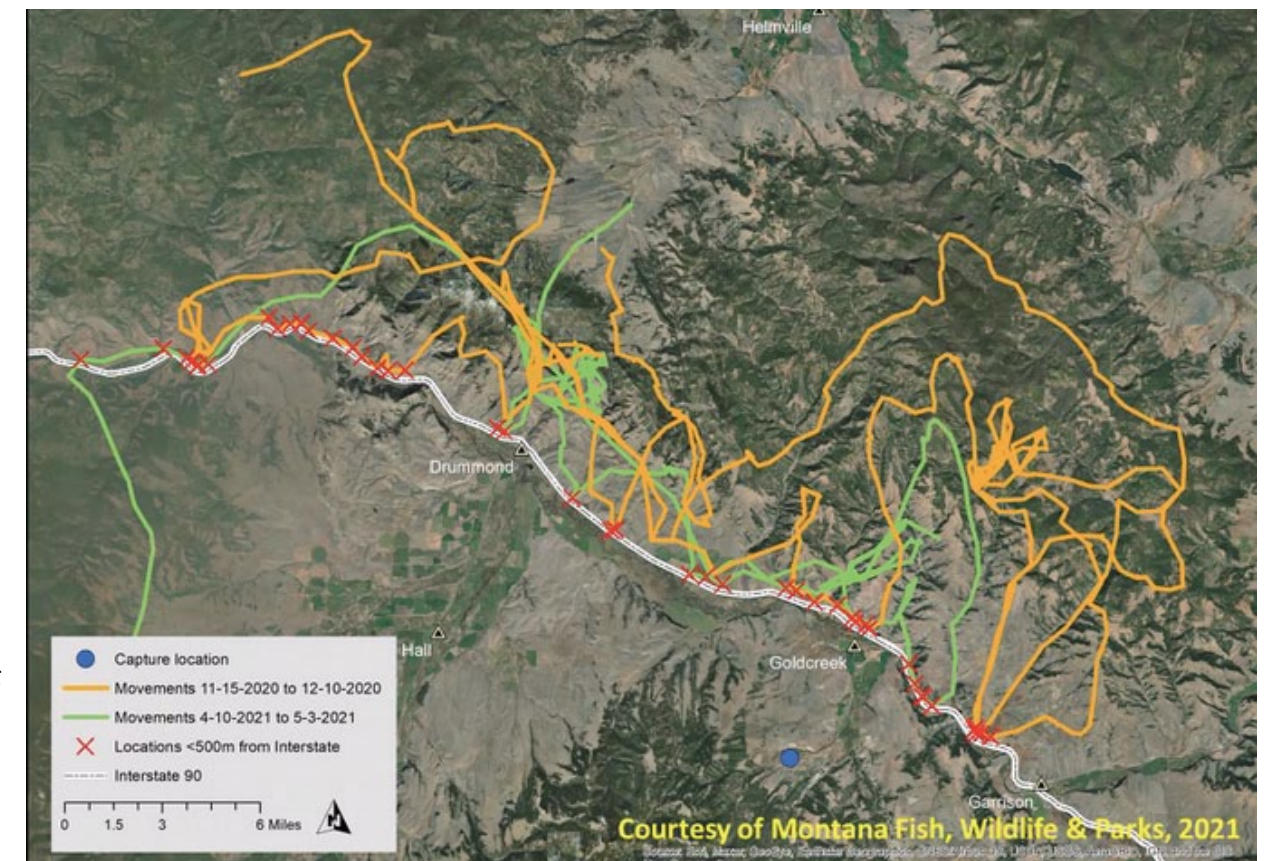 Helmville
Drummond
Hall
Goldcreek
Garrison
Capture location
Movements 11-15-2020 to 12-10-2020
Movements 4-10-2021 to 5-3-2021
Locations <500m from Interstate
Interstate 90
0 1.5 3 6 Miles
N
Courtesy of Montana Fish, Wildlife & Parks, 2021